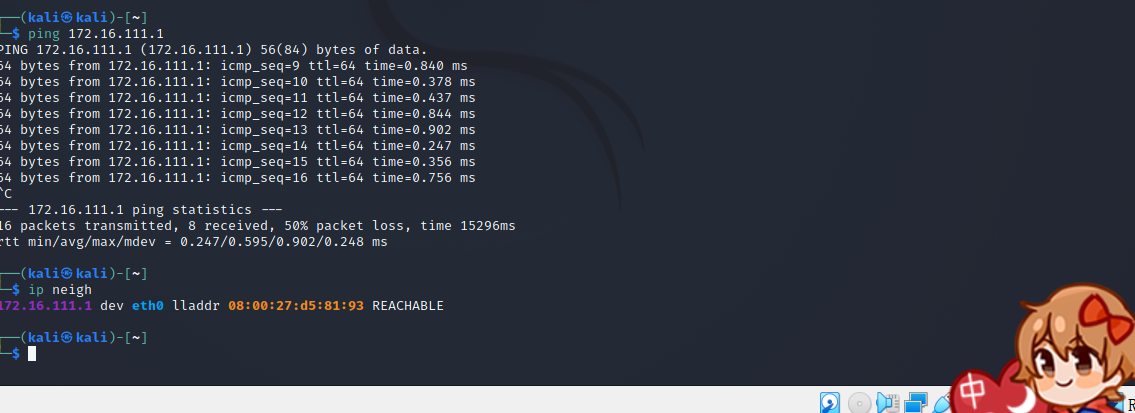 ┌──(kali㉿kali)-[~]
└─$ ping 172.16.111.1
PING 172.16.111.1 (172.16.111.1) 56(84) bytes of data.
64 bytes from 172.16.111.1: icmp_seq=9 ttl=64 time=0.840 ms
64 bytes from 172.16.111.1: icmp_seq=10 ttl=64 time=0.378 ms
64 bytes from 172.16.111.1: icmp_seq=11 ttl=64 time=0.437 ms
64 bytes from 172.16.111.1: icmp_seq=12 ttl=64 time=0.844 ms
64 bytes from 172.16.111.1: icmp_seq=13 ttl=64 time=0.902 ms
64 bytes from 172.16.111.1: icmp_seq=14 ttl=64 time=0.247 ms
64 bytes from 172.16.111.1: icmp_seq=15 ttl=64 time=0.356 ms
64 bytes from 172.16.111.1: icmp_seq=16 ttl=64 time=0.756 ms
^C
--- 172.16.111.1 ping statistics ---
16 packets transmitted, 8 received, 50% packet loss, time 15296ms
rtt min/avg/max/mdev = 0.247/0.595/0.902/0.248 ms
┌──(kali㉿kali)-[~]
└─$ ip neigh
172.16.111.1 dev eth0 lladdr 08:00:27:d5:81:93 REACHABLE
┌──(kali㉿kali)-[~]
└─$
中